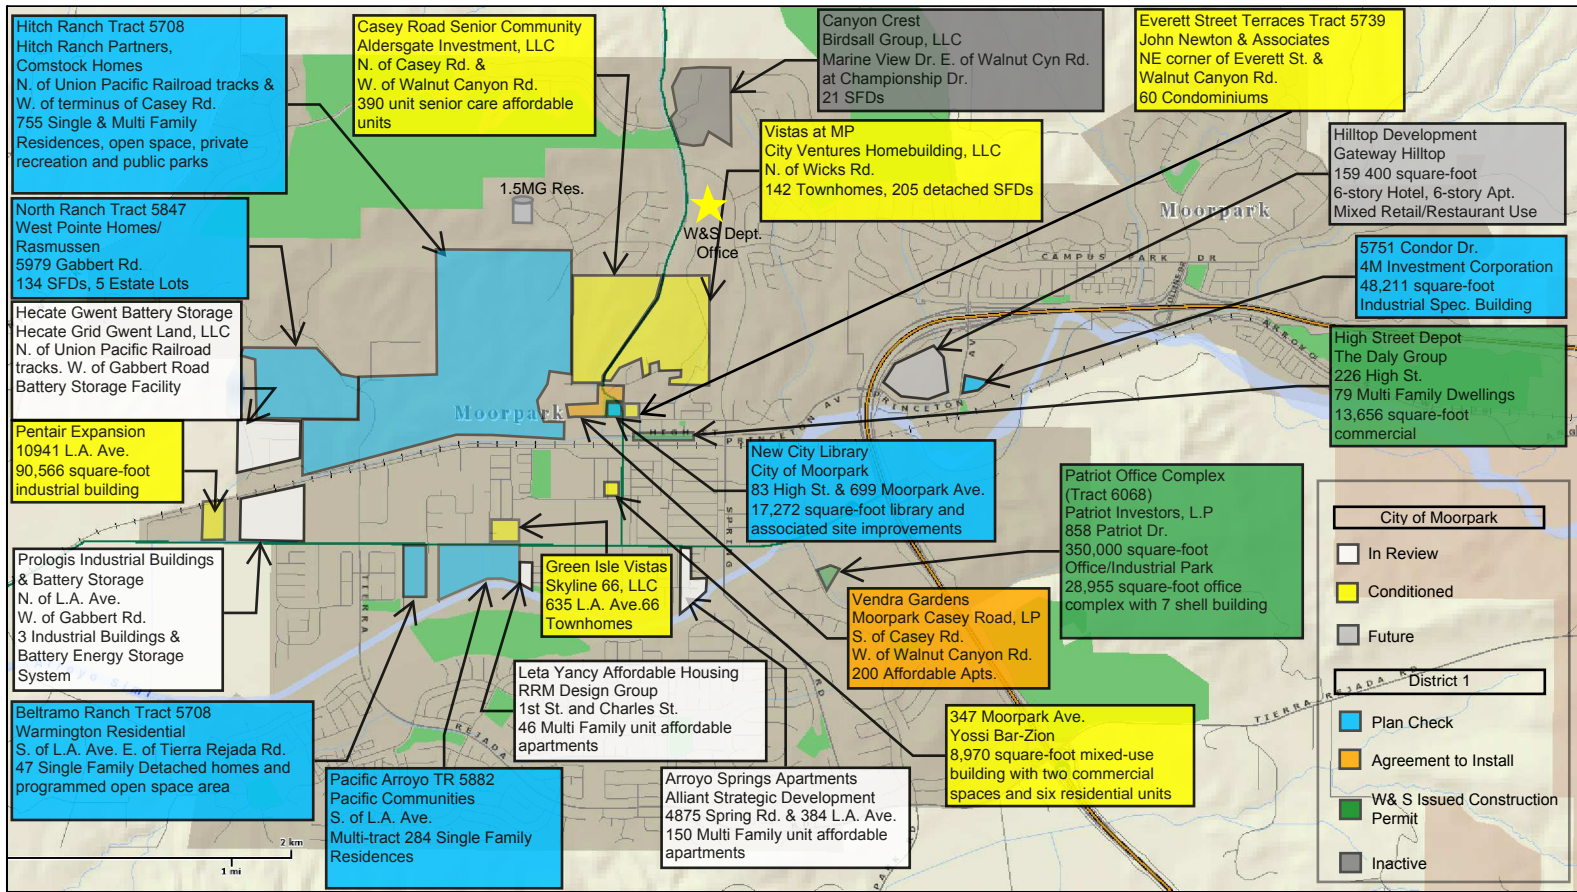 Hitch Ranch Tract 5708
Hitch Ranch Partners,
Comstock Homes
N. of Union Pacific Railroad tracks &
W. of terminus of Casey Rd.
755 Single & Multi Family
Residences, open space, private
recreation and public parks
Casey Road Senior Community
Aldersgate Investment, LLC
N. of Casey Rd. &
W. of Walnut Canyon Rd.
390 unit senior care affordable
units
Canyon Crest
Birdsall Group, LLC
Marine View Dr. E. of Walnut Cyn Rd.
at Championship Dr.
21 SFDs
Everett Street Terraces Tract 5739
John Newton & Associates
NE corner of Everett St. &
Walnut Canyon Rd.
60 Condominiums
Vistas at MP
City Ventures Homebuilding, LLC
N. of Wicks Rd.
142 Townhomes, 205 detached SFDs
Hilltop Development
Gateway Hilltop
159 400 square-foot
6-story Hotel, 6-story Apt.
Mixed Retail/Restaurant Use
1.5MG Res.
W&S Dept.
Office
Moorpark
North Ranch Tract 5847
West Pointe Homes/
Rasmussen
5979 Gabbert Rd.
134 SFDs, 5 Estate Lots
5751 Condor Dr.
4M Investment Corporation
48,211 square-foot
Industrial Spec. Building
CAMPUS PARK DR
COLLINS DR
Hecate Gwent Battery Storage
Hecate Grid Gwent Land, LLC
N. of Union Pacific Railroad
tracks. W. of Gabbert Road
Battery Storage Facility
High Street Depot
The Daly Group
226 High St.
79 Multi Family Dwellings
13,656 square-foot
commercial
ARROYO
AV
PRINCETON
PRINCETON AV
Moorpark
HIGH
Pentair Expansion
10941 L.A. Ave.
90,566 square-foot
industrial building
New City Library
City of Moorpark
83 High St. & 699 Moorpark Ave.
17,272 square-foot library and
associated site improvements
Patriot Office Complex
(Tract 6068)
Patriot Investors, L.P
858 Patriot Dr.
350,000 square-foot
Office/Industrial Park
28,955 square-foot office
complex with 7 shell building
City of Moorpark
In Review
Conditioned
Future
District 1
Plan Check
Agreement to Install
W& S Issued Construction
Permit
Inactive
Prologis Industrial Buildings
& Battery Storage
N. of L.A. Ave.
W. of Gabbert Rd.
3 Industrial Buildings &
Battery Energy Storage
System
TIERRA
SPRING
RD
Green Isle Vistas
Skyline 66, LLC
635 L.A. Ave.66
Townhomes
Vendra Gardens
Moorpark Casey Road, LP
S. of Casey Rd.
W. of Walnut Canyon Rd.
200 Affordable Apts.
Arroyo Simi
TIERRA REJADA RD
Leta Yancy Affordable Housing
RRM Design Group
1st St. and Charles St.
46 Multi Family unit affordable
apartments
REJADA
Beltramo Ranch Tract 5708
Warmington Residential
S. of L.A. Ave. E. of Tierra Rejada Rd.
47 Single Family Detached homes and
programmed open space area
347 Moorpark Ave.
Yossi Bar-Zion
8,970 square-foot mixed-use
building with two commercial
spaces and six residential units
Pacific Arroyo TR 5882
Pacific Communities
S. of L.A. Ave.
Multi-tract 284 Single Family
Residences
Arroyo Springs Apartments
Alliant Strategic Development
4875 Spring Rd. & 384 L.A. Ave.
150 Multi Family unit affordable
apartments
PARK RD
2 km
1 mi